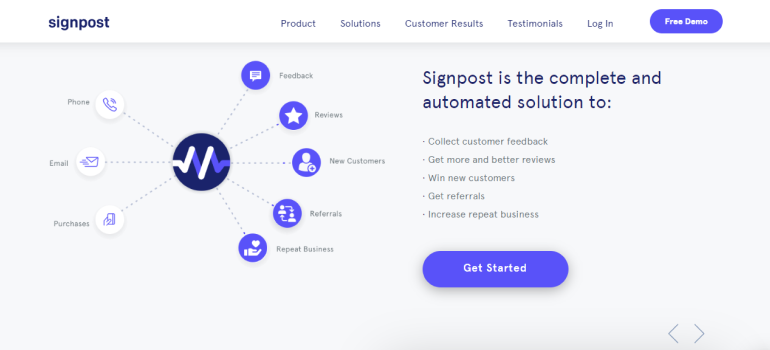 signpost
Product Solutions Customer Results Testimonials Log In Free Demo
Feedback
Phone
Reviews
Email
New Customers
Purchases
Referrals
Repeat Business
Signpost is the complete and
automated solution to:
· Collect customer feedback
· Get more and better reviews
· Win new customers
· Get referrals
· Increase repeat business
Get Started